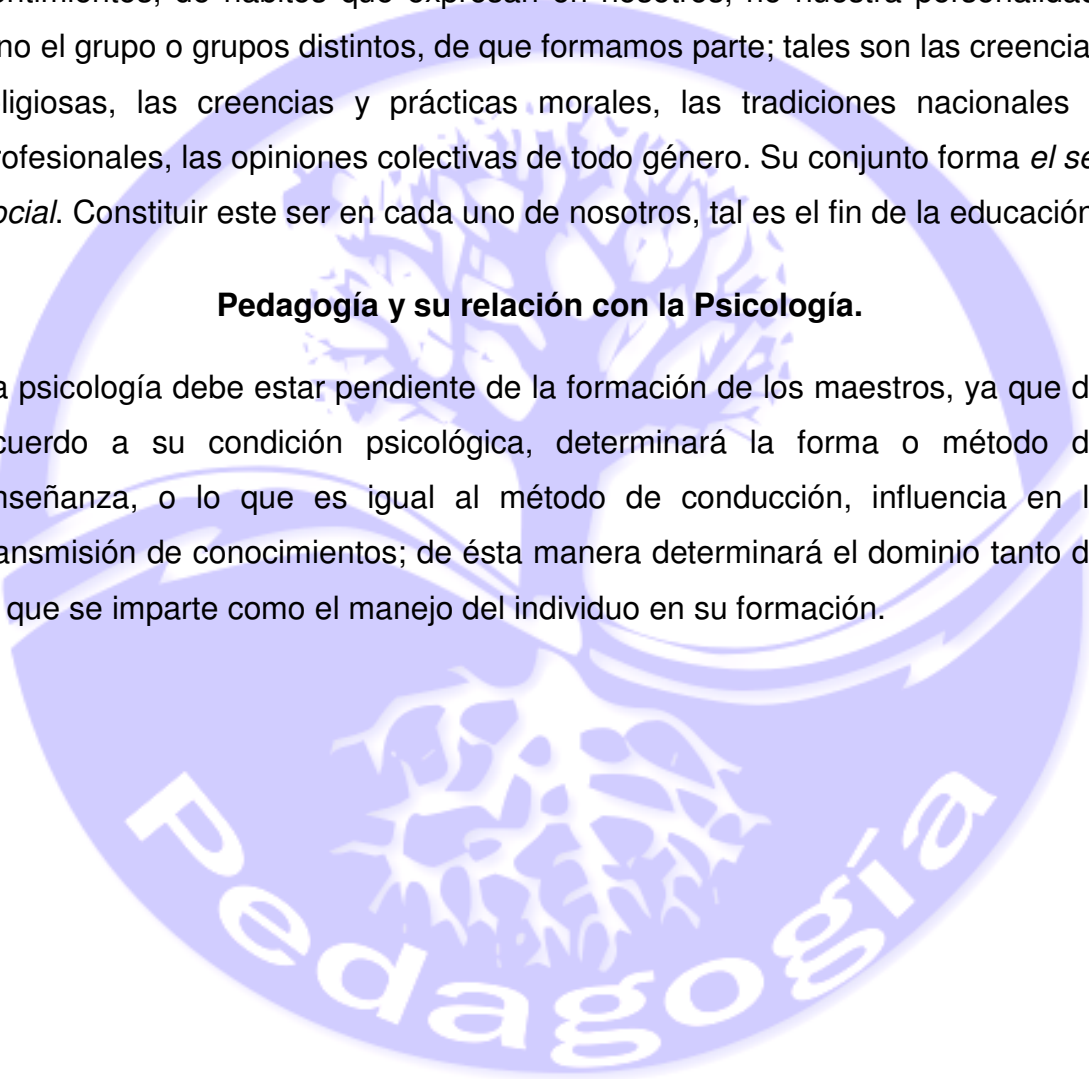 entimientos, de hábitos que expresan en nosotros, no nuestra personalidad
no el grupo o grupos distintos, de que formamos parte; tales son las creencia
ligiosas, las creencias y prácticas morales, las tradiciones nacionales
rofesionales, las opiniones colectivas de todo género. Su conjunto forma el se
ocial. Constituir este ser en cada uno de nosotros, tal es el fin de la educación
Pedagogía y su relación con la Psicología.
a psicología debe estar pendiente de la formación de los maestros, ya que d
cuerdo a su condición psicológica, determinará la forma o método d
nseñanza, o lo que es igual al método de conducción, influencia en l
ansmisión de conocimientos; de ésta manera determinará el dominio tanto d
que se imparte como el manejo del individuo en su formación.
Pedagogía